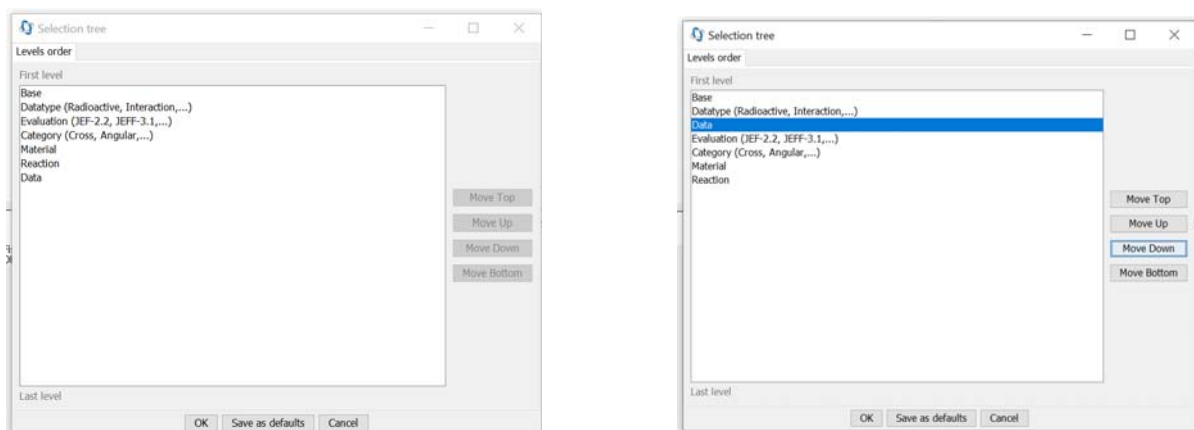 Selection tree
Levels order
First level
Base
Datatype (Radioactive, Interaction,...)
Evaluation (JEF-2.2, JEFF-3.1,...)
Category (Cross, Angular,...)
Material
Reaction
Data
Move Top
Move Up
Move Down
Move Bottom
Last level
OK Save as defaults Cancel
Selection tree
Levels order
First level
Base
Datatype (Radioactive, Interaction,...)
Data
Evaluation (JEF-2.2, JEFF-3.1,...)
Category (Cross, Angular,...)
Material
Reaction
Move Top
Move Up
Move Down
Move Bottom
Last level
OK Save as defaults Cancel